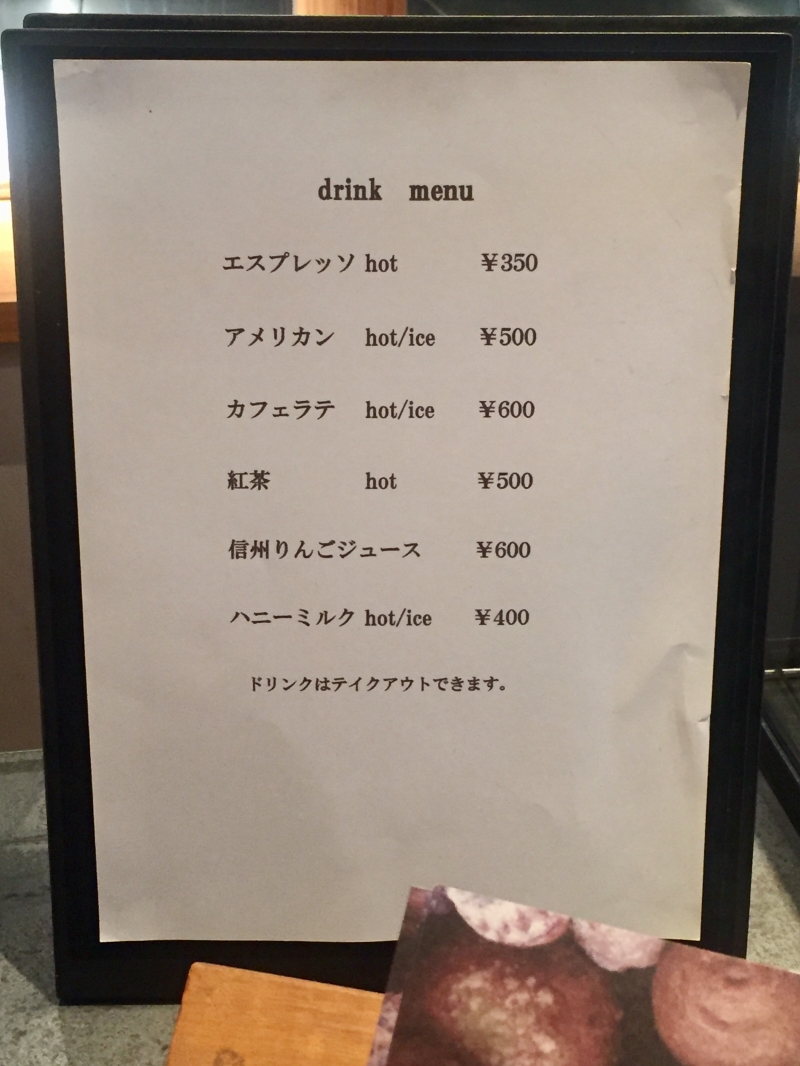 drink menu
エスプレッソ hot ¥350
アメリカン hot/ice ¥500
カフェラテ hot/ice ¥600
紅茶 hot ¥500
信州りんごジュース ¥600
ハニーミルク hot/ice ¥400
ドリンクはテイクアウトできます。